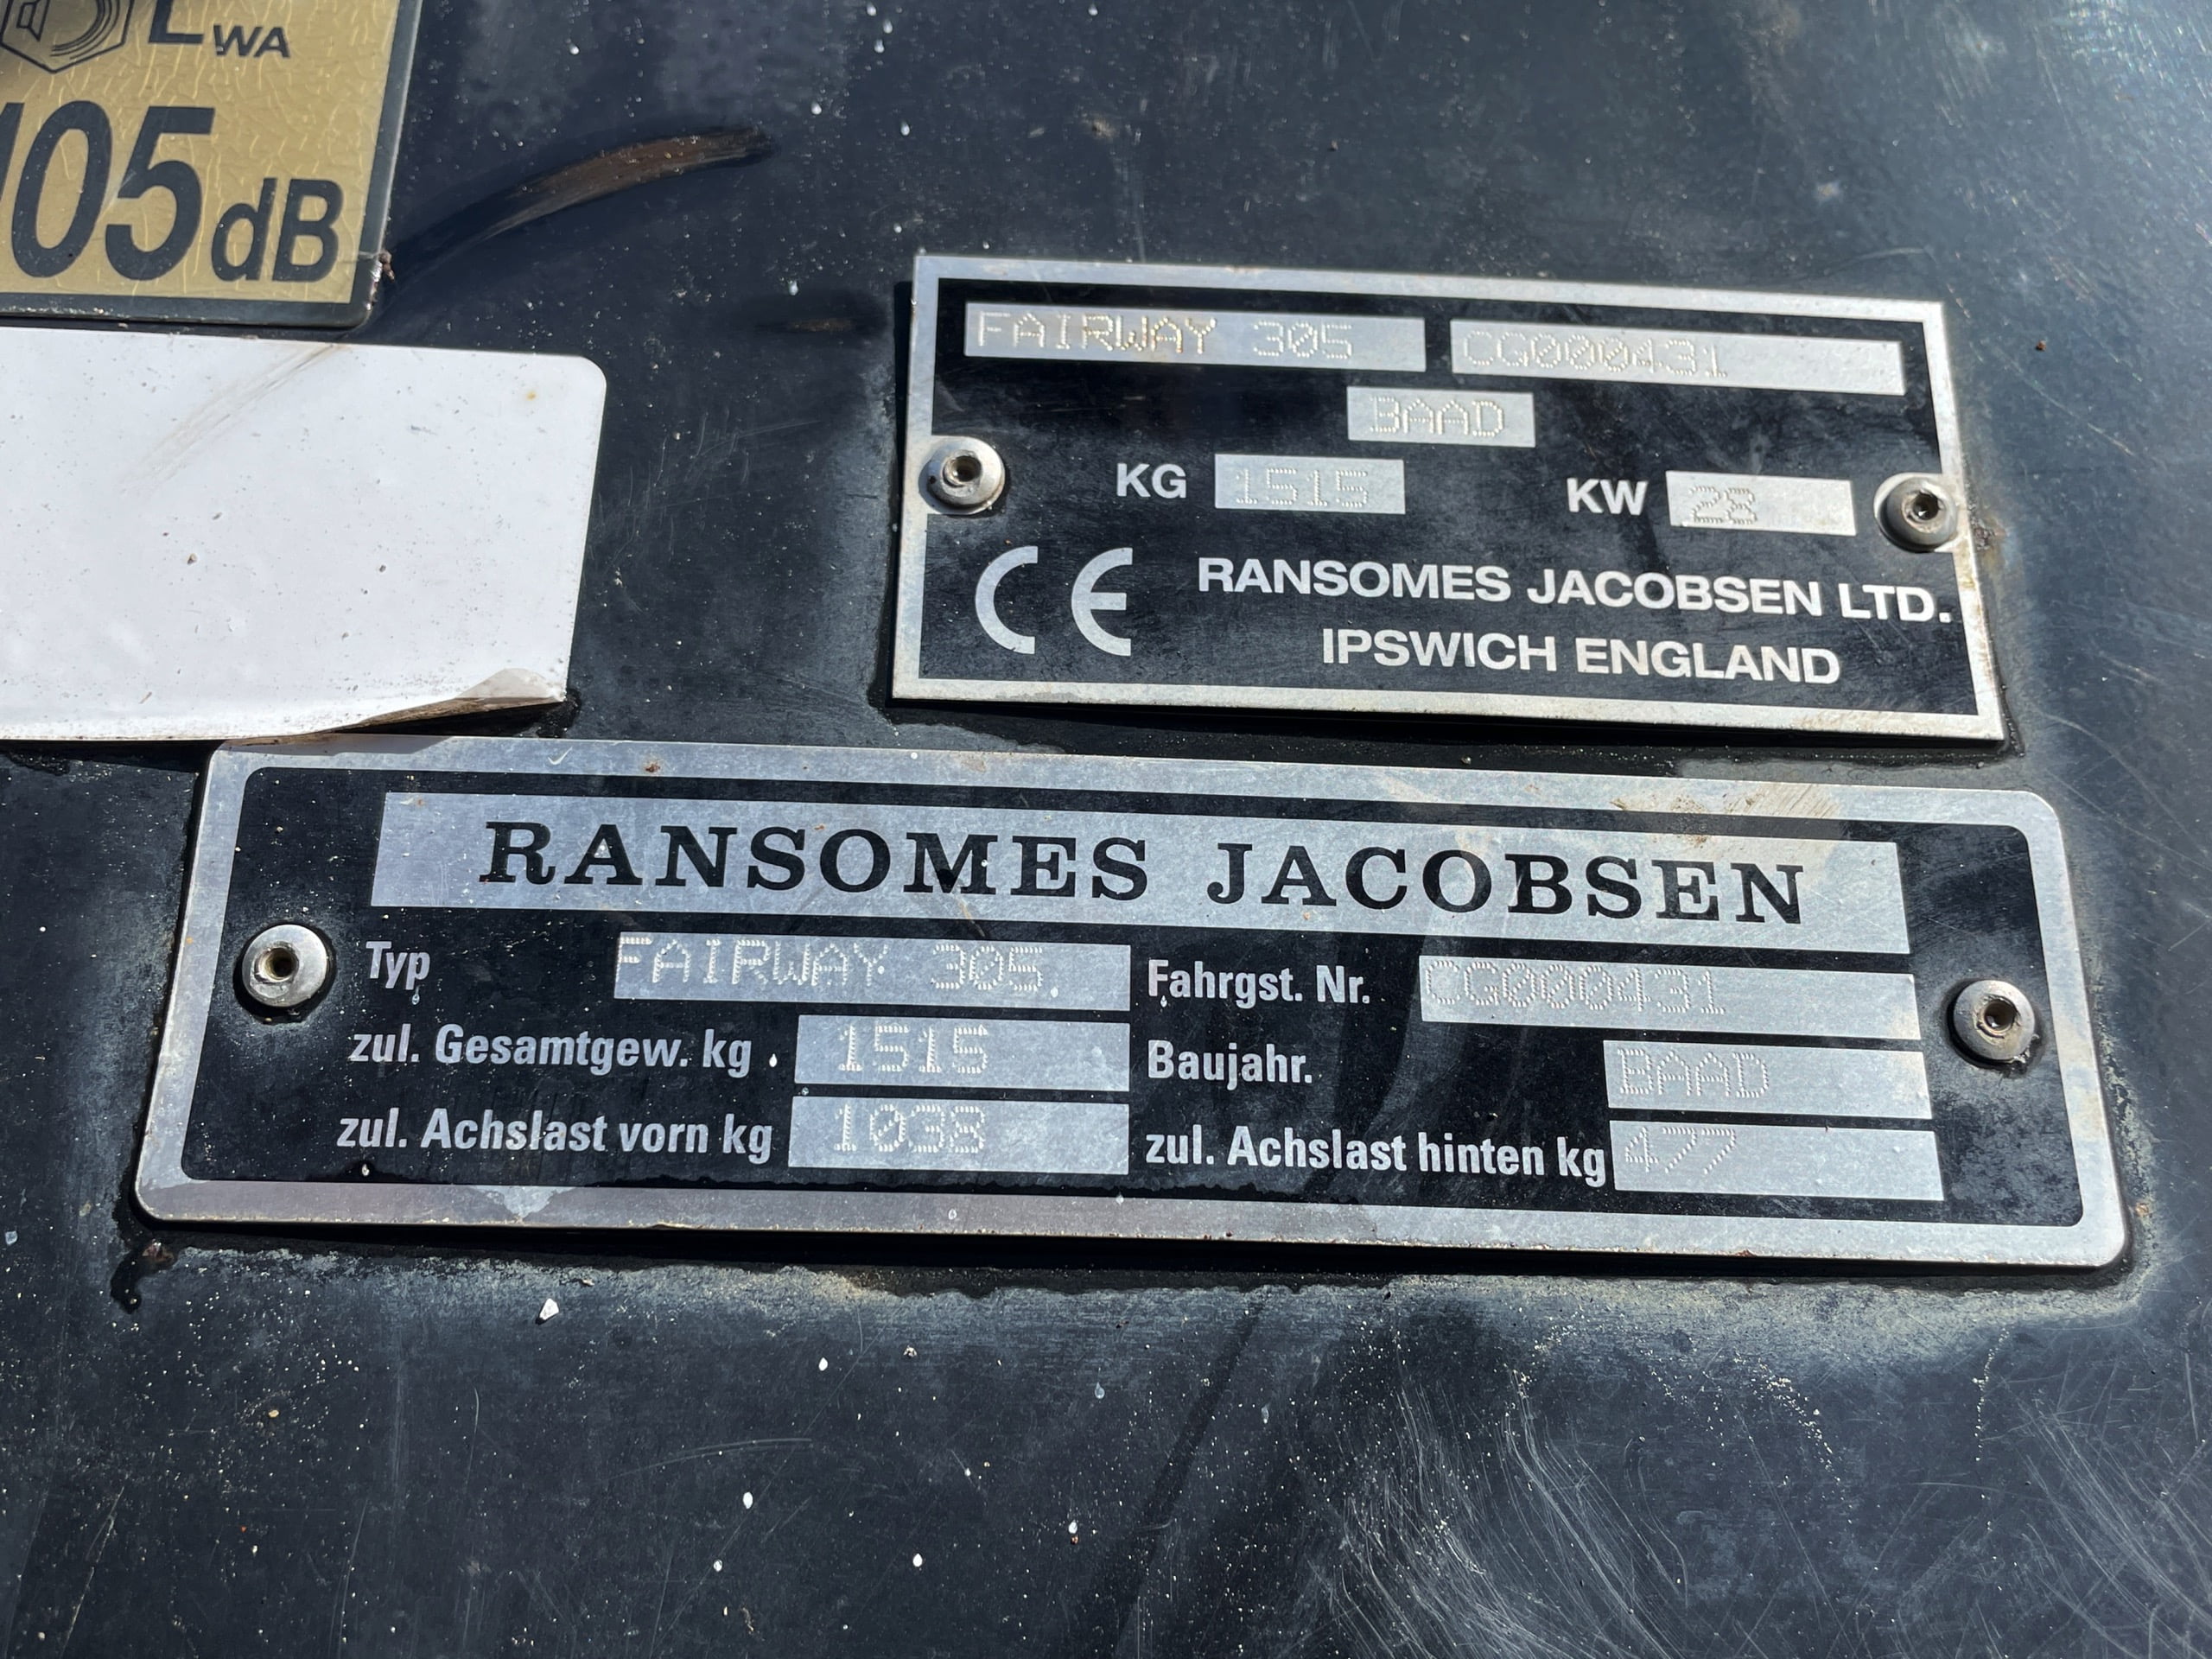 LWA
105 dB
FAIRWAY 305 CG000431
BAAD
KG 1515 KW 28
CE RANSOMES JACOBSEN LTD.
IPSWICH ENGLAND
RANSOMES JACOBSEN
Typ FAIRWAY 305 Fahrgst. Nr. CG000431
zul. Gesamtgew. kg 1515 Baujahr. BAAD
zul. Achslast vorn kg 1038 zul. Achslast hinten kg 477